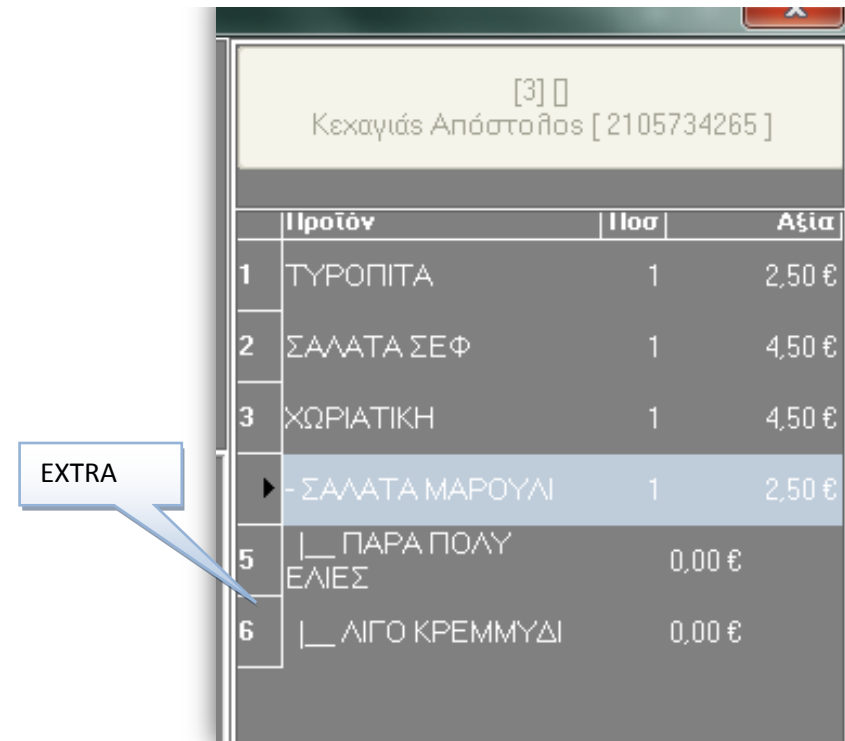 [3] []
Κεχαγιάς Απόστολος [ 2105734265 ]
Προϊόν Ποσ Αξία
1 ΤΥΡΟΠΙΤΑ 1 2,50 €
2 ΣΑΛΑΤΑ ΣΕΦ 1 4,50 €
3 ΧΩΡΙΑΤΙΚΗ 1 4,50 €
EXTRA
- ΣΑΛΑΤΑ ΜΑΡΟΥΛΙ 1 2,50 €
5 |__ ΠΑΡΑ ΠΟΛΥ
ΕΛΙΕΣ 0,00 €
6 |__ ΛΙΓΟ ΚΡΕΜΜΥΔΙ 0,00 €